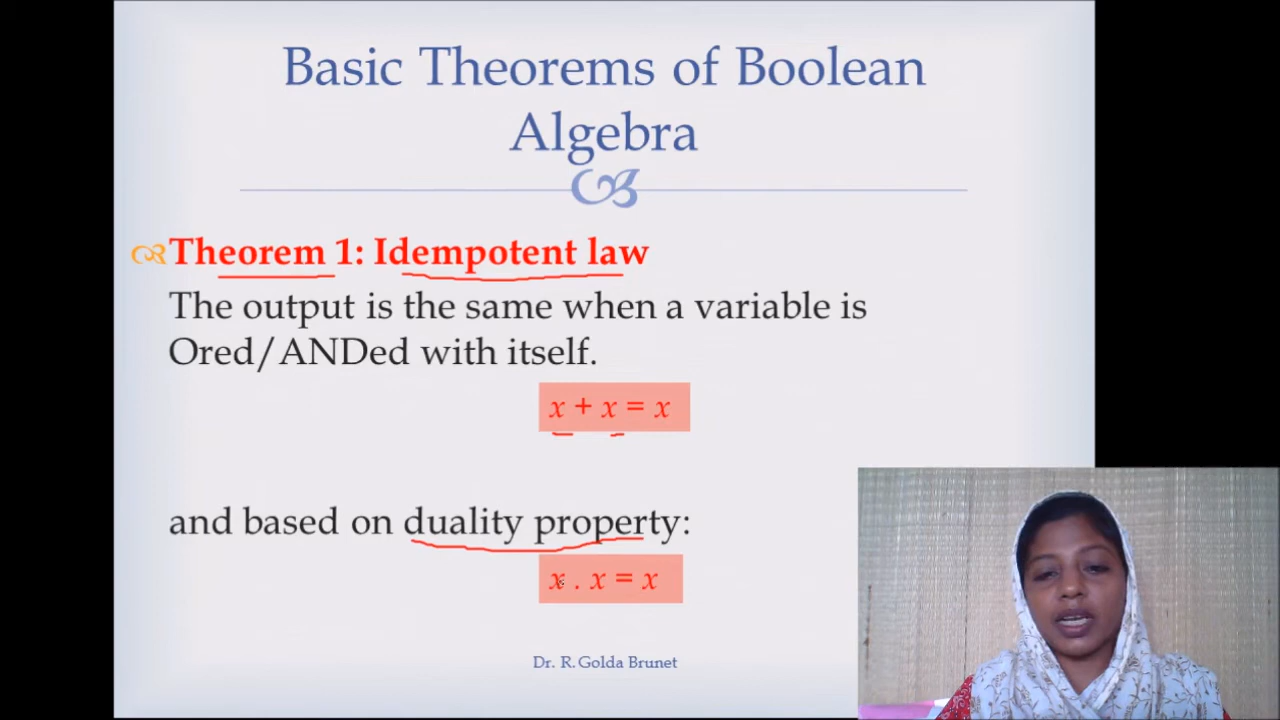 Basic Theorems of Boolean
Algebra
Theorem 1: Idempotent law
The output is the same when a variable is
Ored/ANDed with itself.
x + x = x
and based on duality property:
x . x = x
Dr. R. Golda Brunet